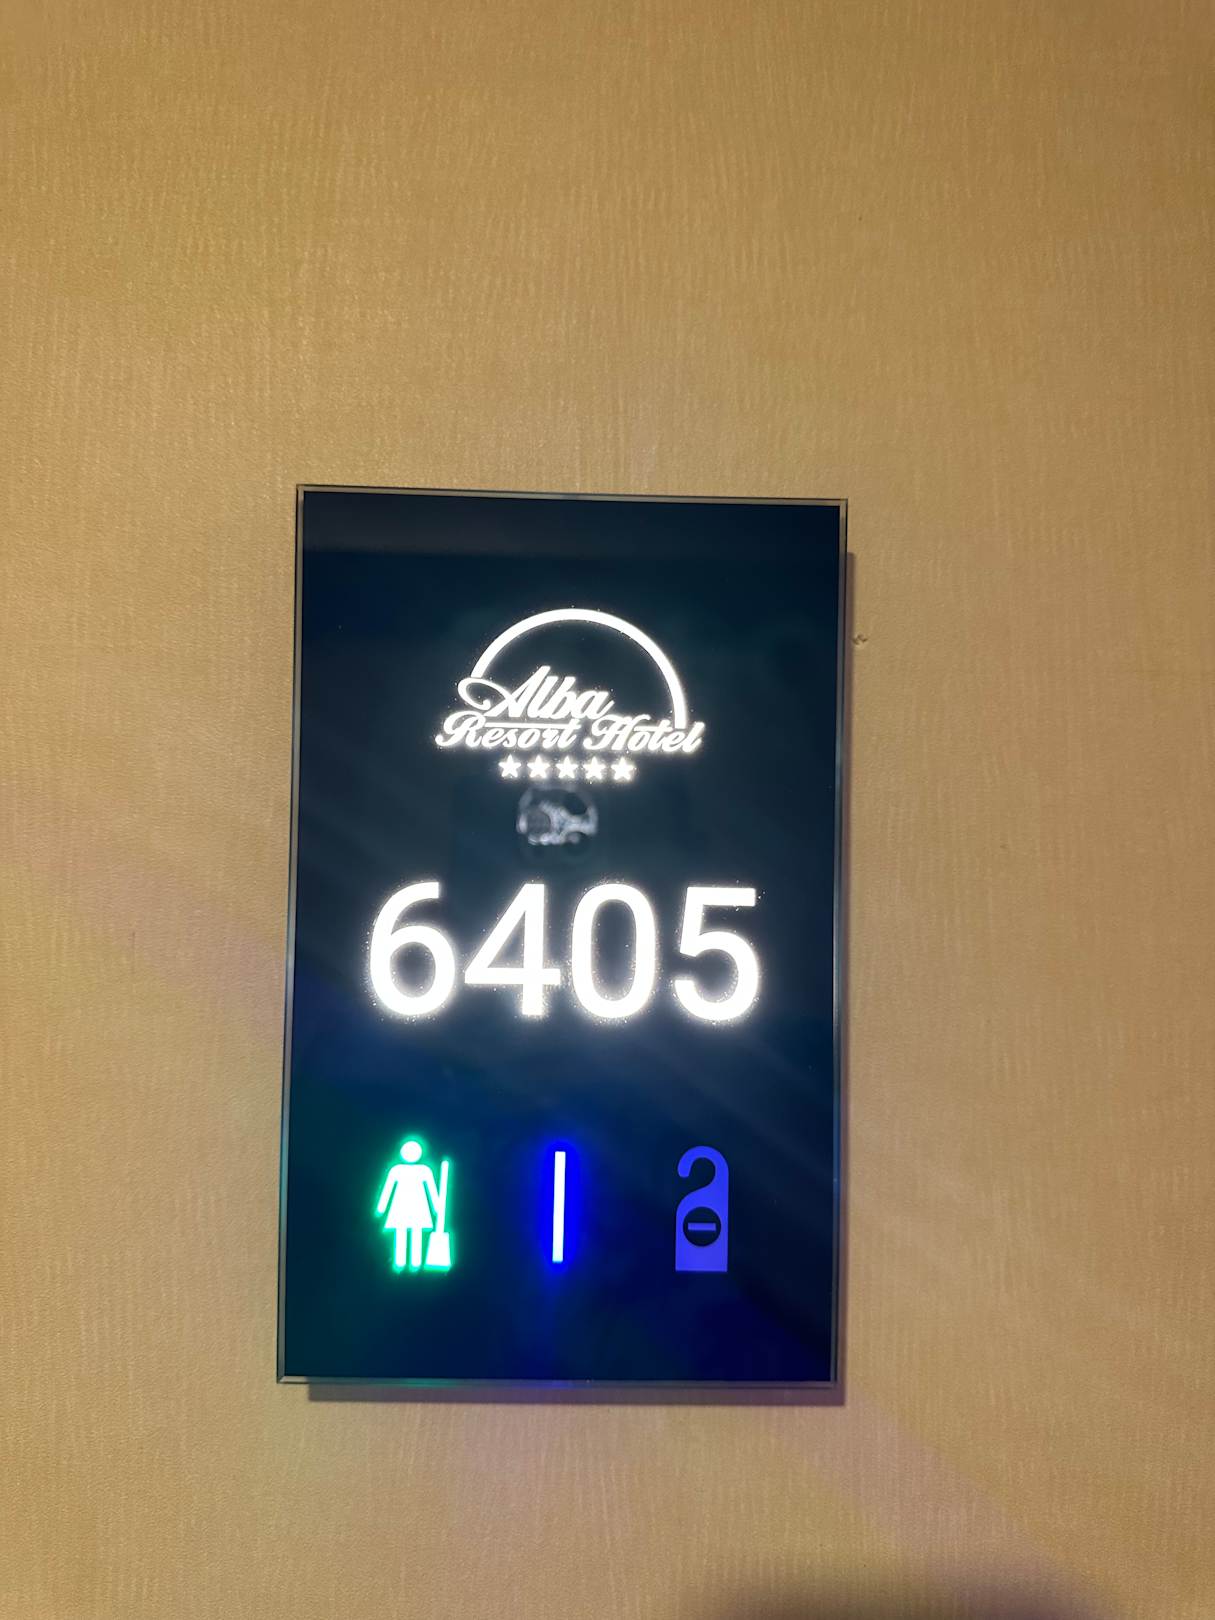 Alba
Resort Hotel
★★★★★
6405